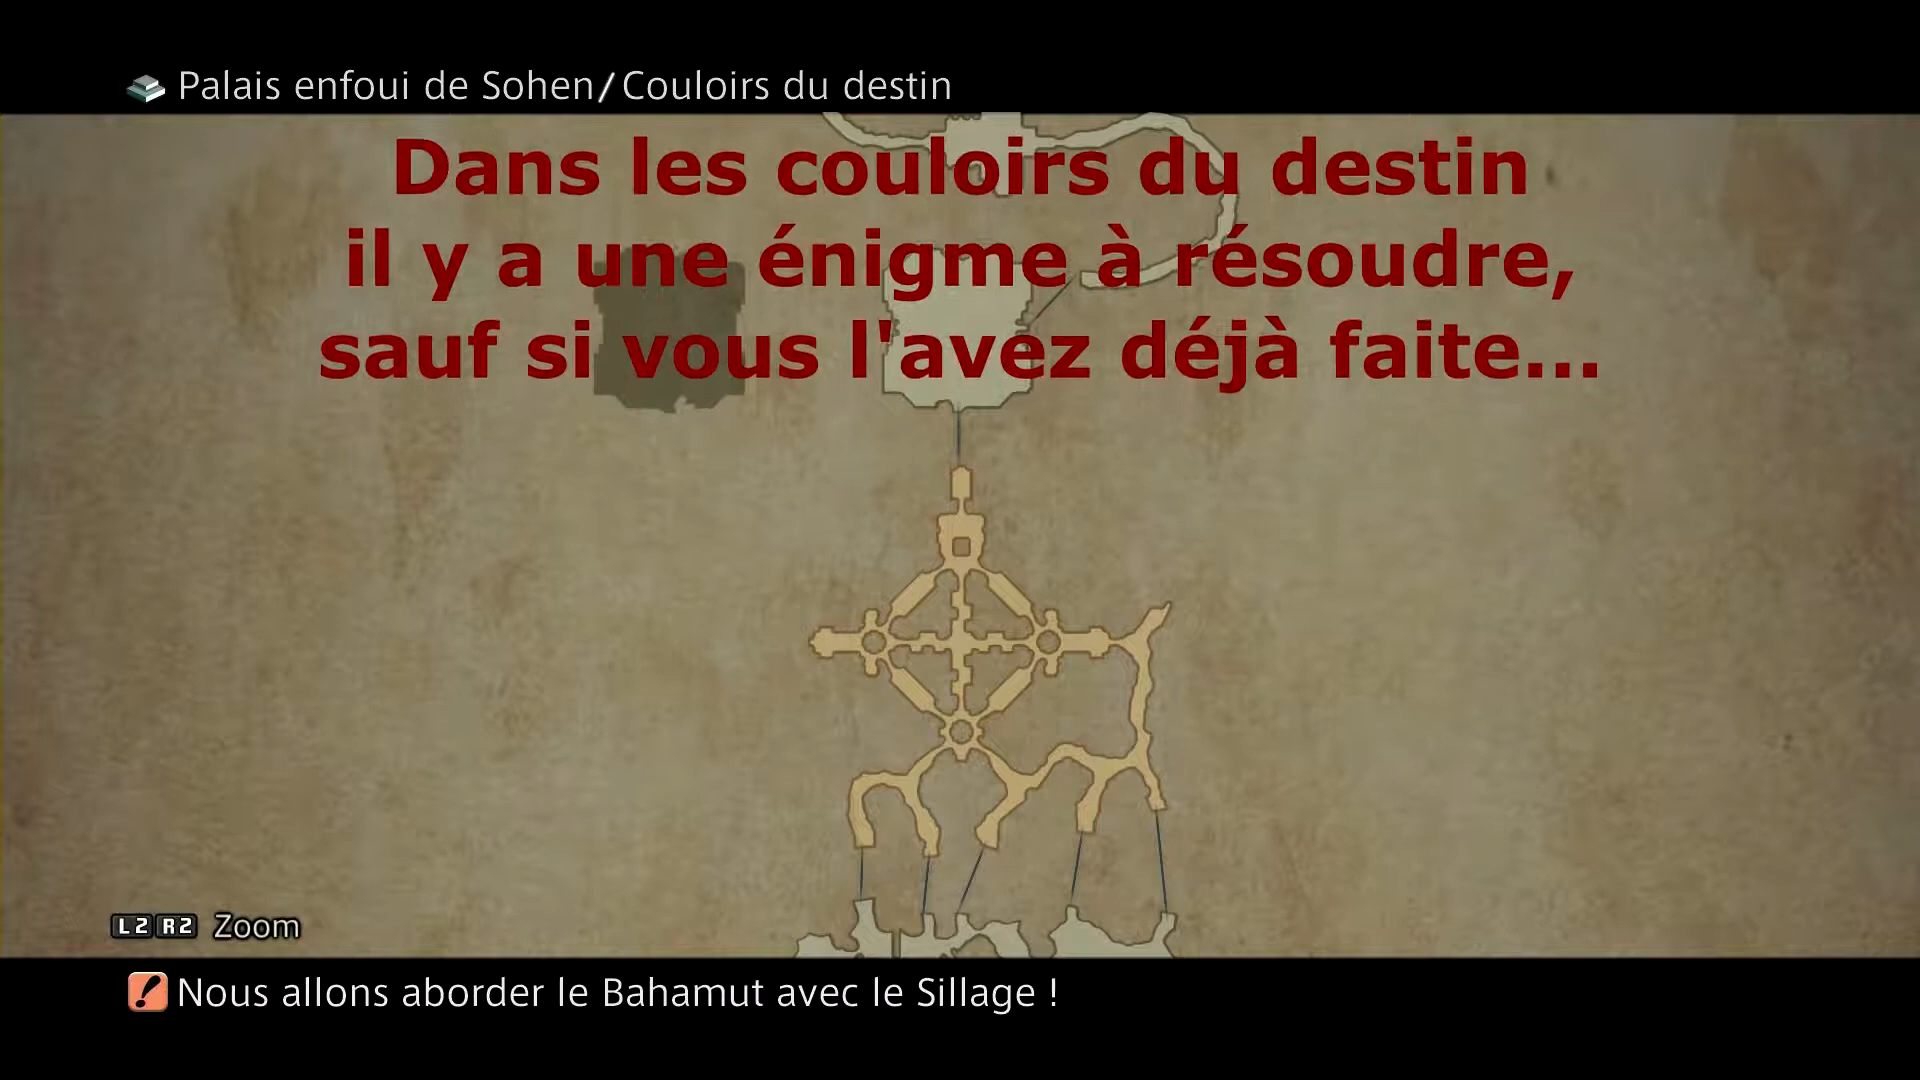 Palais enfoui de Sohen/Couloirs du destin
Dans les couloirs du destin
il y a une énigme à résoudre,
sauf si vous l'avez déjà faite...
L2 R2 Zoom
Nous allons aborder le Bahamut avec le Sillage !